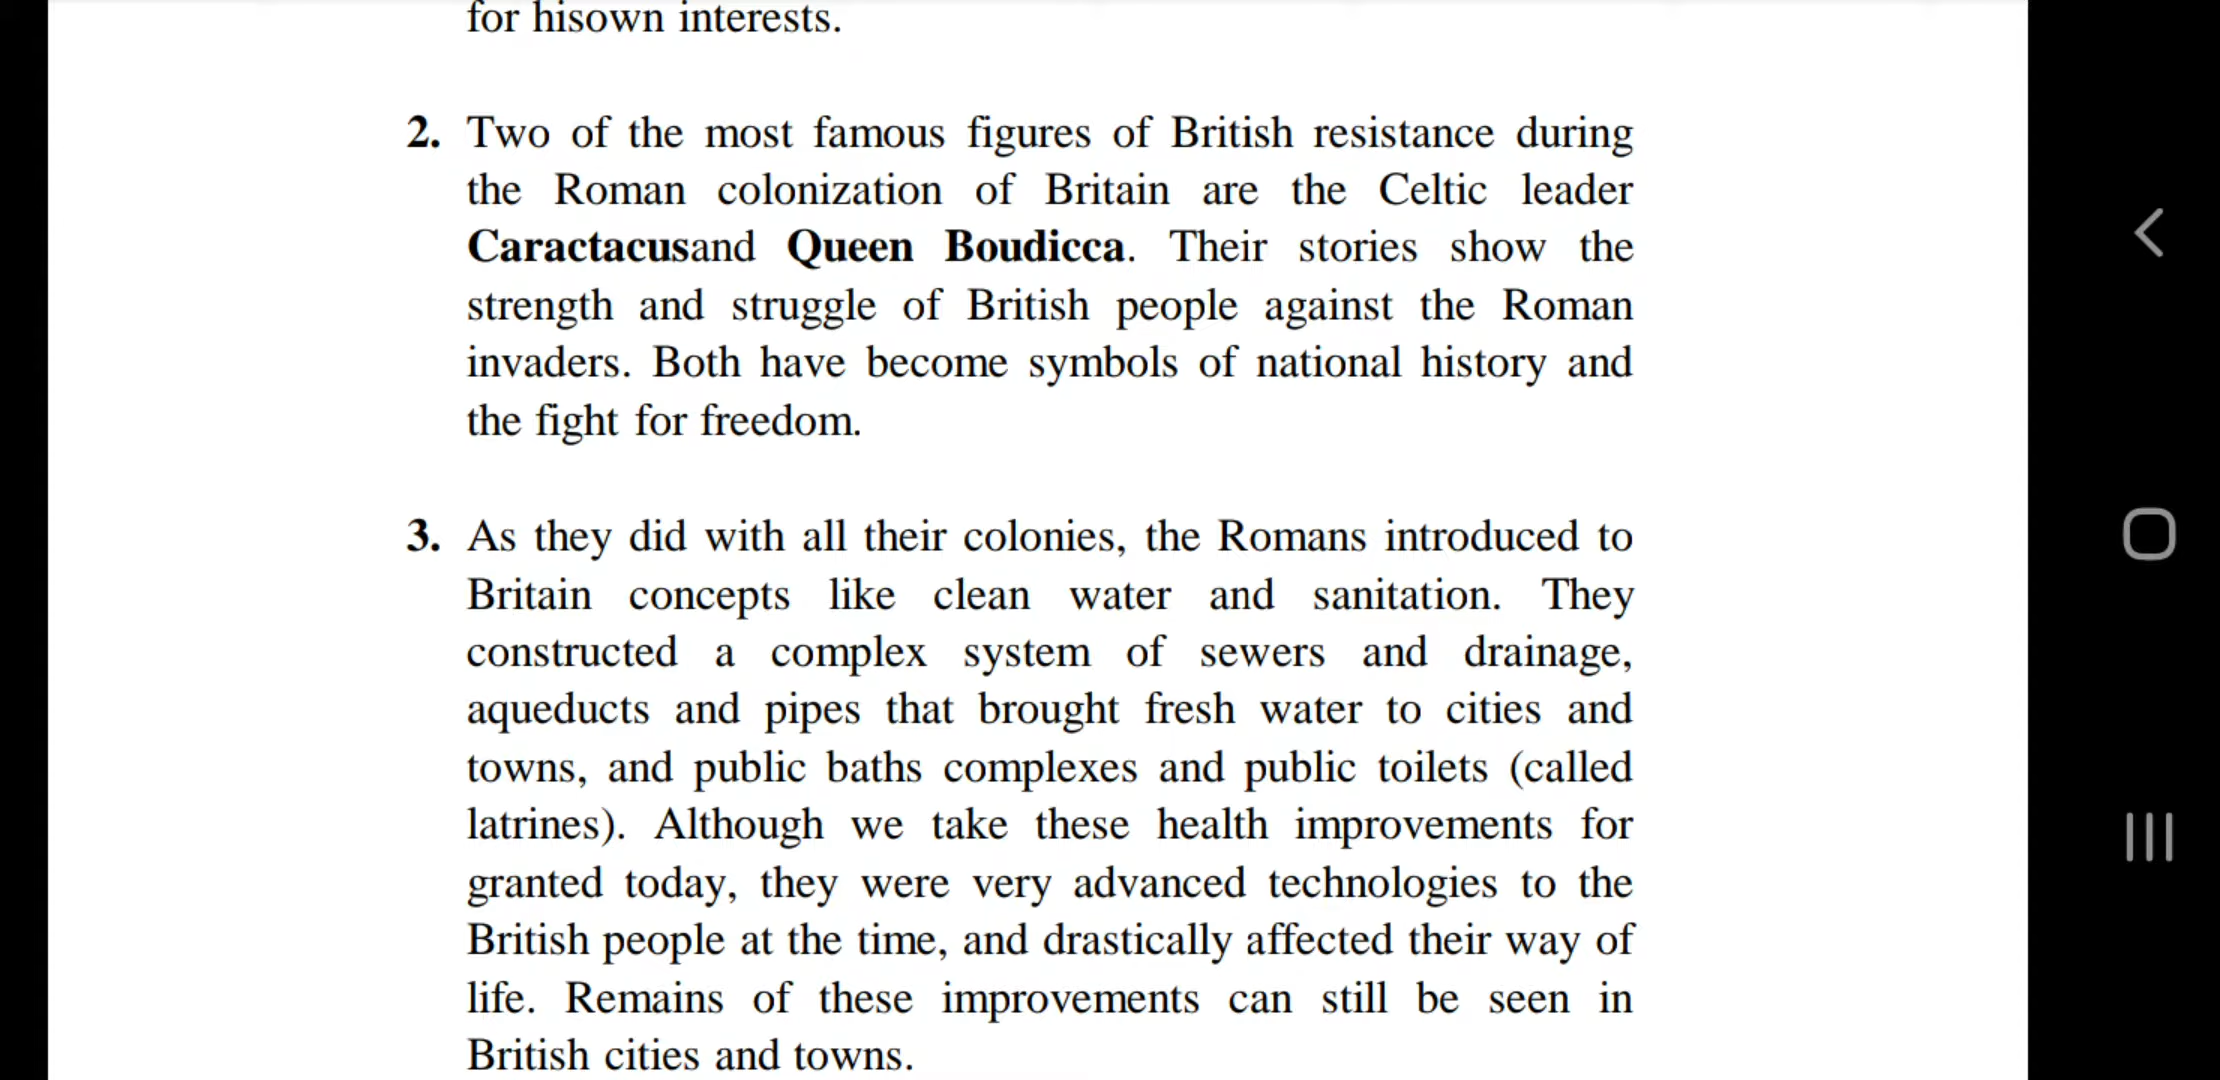 for hisown interests.
2. Two of the most famous figures of British resistance during
the Roman colonization of Britain are the Celtic leader
Caractacusand Queen Boudicca. Their stories show the
strength and struggle of British people against the Roman
invaders. Both have become symbols of national history and
the fight for freedom.
3. As they did with all their colonies, the Romans introduced to
Britain concepts like clean water and sanitation. They
constructed a complex system of sewers and drainage,
aqueducts and pipes that brought fresh water to cities and
towns, and public baths complexes and public toilets (called
latrines). Although we take these health improvements for
granted today, they were very advanced technologies to the
British people at the time, and drastically affected their way of
life. Remains of these improvements can still be seen in
British cities and towns.